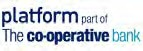 platform part of
The co-operative bank